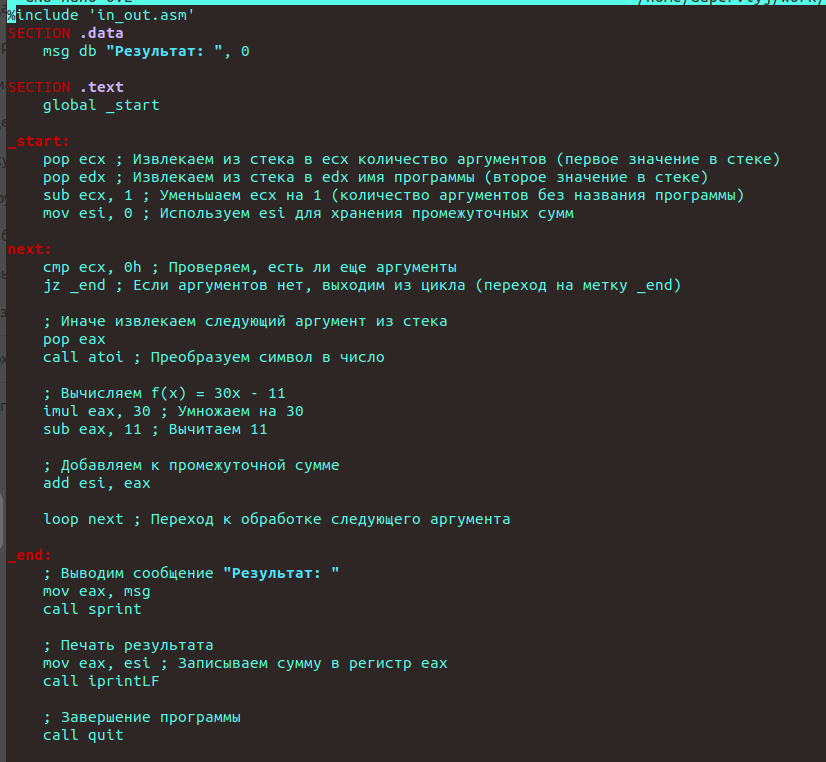 %include 'in_out.asm'
SECTION .data
    msg db "Результат: ", 0
SECTION .text
    global _start
_start:
    pop ecx ; Извлекаем из стека в ecx количество аргументов (первое значение в стеке)
    pop edx ; Извлекаем из стека в edx имя программы (второе значение в стеке)
    sub ecx, 1 ; Уменьшаем ecx на 1 (количество аргументов без названия программы)
    mov esi, 0 ; Используем esi для хранения промежуточных сумм
next:
    cmp ecx, 0h ; Проверяем, есть ли еще аргументы
    jz _end ; Если аргументов нет, выходим из цикла (переход на метку _end)
    ; Иначе извлекаем следующий аргумент из стека
    pop eax
    call atoi ; Преобразуем символ в число
    ; Вычисляем f(x) = 30x - 11
    imul eax, 30 ; Умножаем на 30
    sub eax, 11 ; Вычитаем 11
    ; Добавляем к промежуточной сумме
    add esi, eax
    loop next ; Переход к обработке следующего аргумента
_end:
    ; Выводим сообщение "Результат: "
    mov eax, msg
    call sprint
    ; Печать результата
    mov eax, esi ; Записываем сумму в регистр eax
    call iprintLF
    ; Завершение программы
    call quit